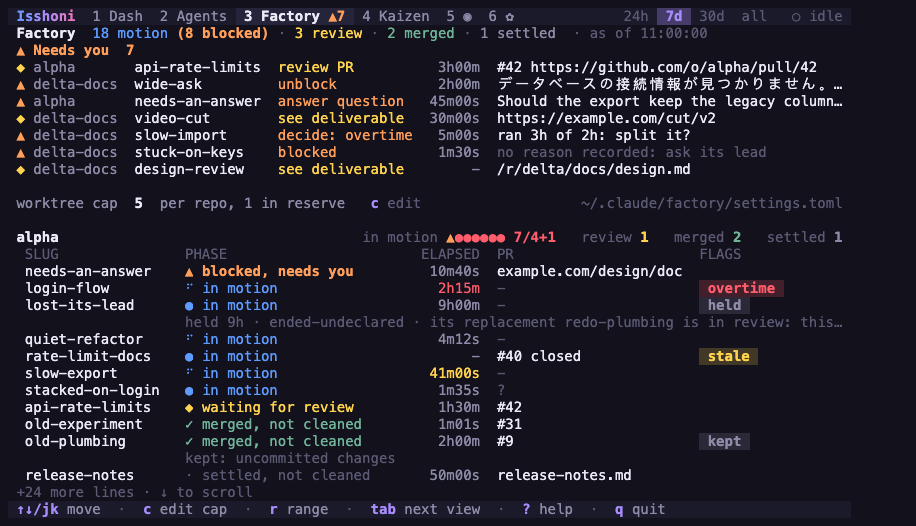 Isshoni  1 Dash  2 Agents  3 Factory ▲7  4 Kaizen  5 ◉  6 ✿  24h  7d  30d  all  ○ idle
Factory  18 motion (8 blocked) · 3 review · 2 merged · 1 settled  · as of 11:00:00
▲ Needs you  7
◆ alpha  api-rate-limits  review PR  3h00m  #42 https://github.com/o/alpha/pull/42
▲ delta-docs  wide-ask  unblock  2h00m  データベースの接続情報が見つかりません。…
▲ alpha  needs-an-answer  answer question  45m00s  Should the export keep the legacy column…
◆ delta-docs  video-cut  see deliverable  30m00s  https://example.com/cut/v2
▲ delta-docs  slow-import  decide: overtime  5m00s  ran 3h of 2h: split it?
▲ delta-docs  stuck-on-keys  blocked  1m30s  no reason recorded: ask its lead
◆ delta-docs  design-review  see deliverable  –  /r/delta/docs/design.md
worktree cap  5  per repo, 1 in reserve  c edit  ~/.claude/factory/settings.toml
alpha  in motion ▲●●●●●● 7/4+1  review 1  merged 2  settled 1
SLUG  PHASE  ELAPSED  PR  FLAGS
needs-an-answer  ▲ blocked, needs you  10m40s  example.com/design/doc
login-flow  ⠋ in motion  2h15m  –  overtime
lost-its-lead  ● in motion  9h00m  –  held
held 9h · ended-undeclared · its replacement redo-plumbing is in review: this…
quiet-refactor  ⠋ in motion  4m12s  –
rate-limit-docs  ● in motion  –  #40 closed  stale
slow-export  ⠋ in motion  41m00s  –
stacked-on-login  ● in motion  1m35s  ?
api-rate-limits  ◆ waiting for review  1h30m  #42
old-experiment  ✓ merged, not cleaned  1m01s  #31
old-plumbing  ✓ merged, not cleaned  2h00m  #9  kept
kept: uncommitted changes
release-notes  · settled, not cleaned  50m00s  release-notes.md
+24 more lines · ↓ to scroll
↑↓/jk move  ·  c edit cap  ·  r range  ·  tab next view  ·  ? help  ·  q quit